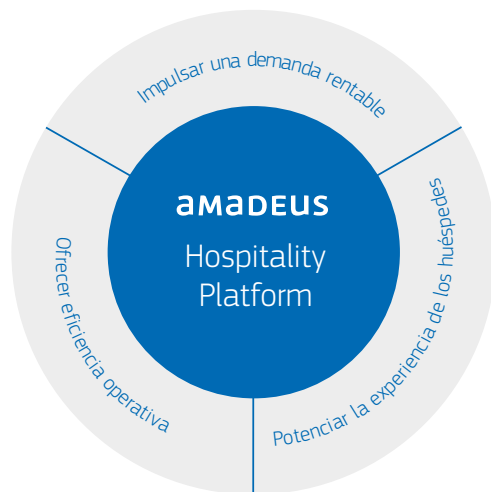 Impulsar una demanda rentable
aMaDEUS
Hospitality
Platform
Ofrecer eficiencia operativa
Potenciar la experiencia de los huéspedes